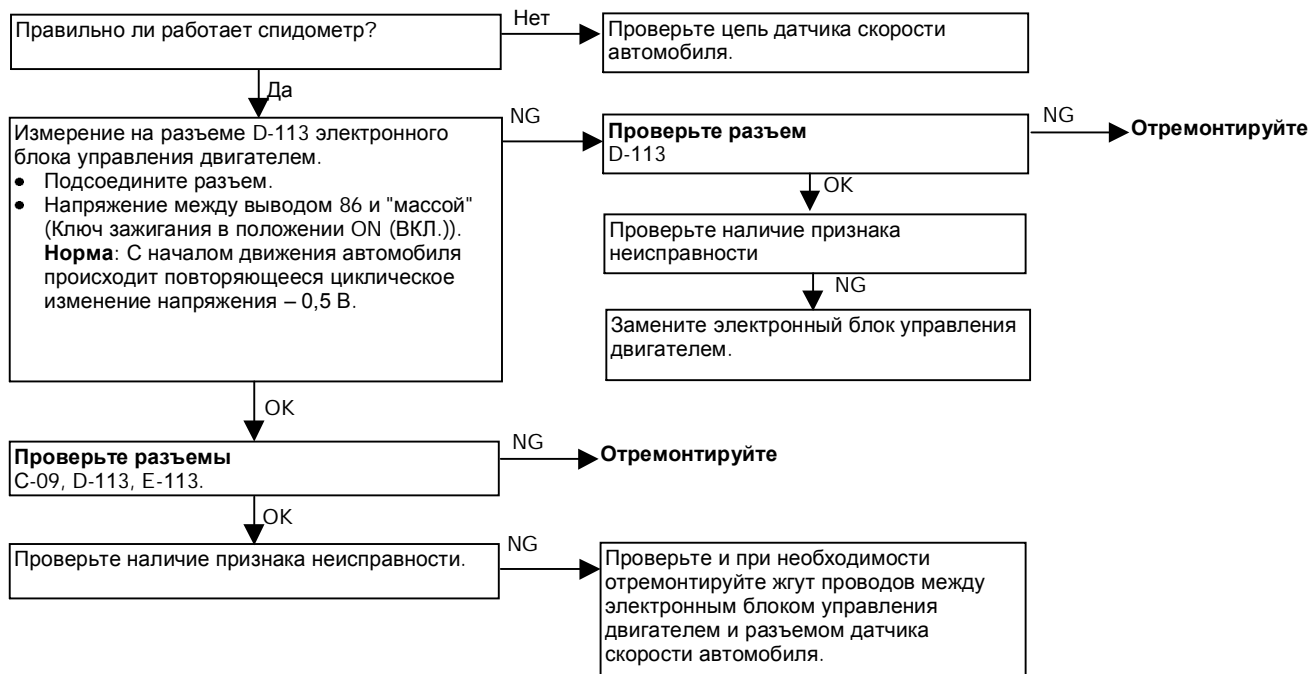 Правильно ли работает спидометр?
Нет
Проверьте цепь датчика скорости
автомобиля.
Да
Измерение на разъеме D-113 электронного
блока управления двигателем.
• Подсоедините разъем.
• Напряжение между выводом 86 и "массой"
(Ключ зажигания в положении ON (ВКЛ.)).
Норма: С началом движения автомобиля
происходит повторяющееся циклическое
изменение напряжения – 0,5 В.
NG
Проверьте разъем
D-113
NG
Отремонтируйте
OK
Проверьте наличие признака
неисправности
NG
Замените электронный блок управления
двигателем.
OK
Проверьте разъемы
C-09, D-113, E-113.
NG
Отремонтируйте
OK
Проверьте наличие признака неисправности.
NG
Проверьте и при необходимости
отремонтируйте жгут проводов между
электронным блоком управления
двигателем и разъемом датчика
скорости автомобиля.